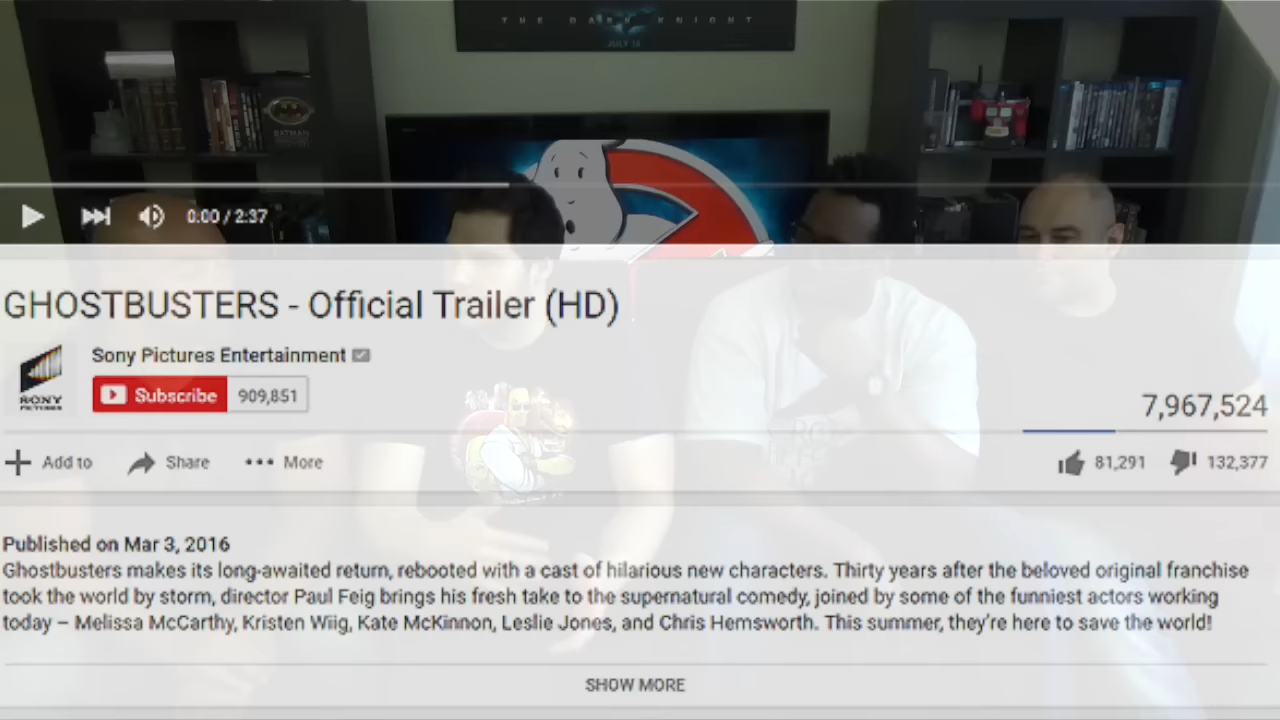 THE DARK KNIGHT
JULY 18
BATMAN
0:00 / 2:37
GHOSTBUSTERS - Official Trailer (HD)
Sony Pictures Entertainment
Subscribe 909,851
SONY
PICTURES
7,967,524
Add to Share More
81,291 132,377
Published on Mar 3, 2016
Ghostbusters makes its long-awaited return, rebooted with a cast of hilarious new characters. Thirty years after the beloved original franchise
took the world by storm, director Paul Feig brings his fresh take to the supernatural comedy, joined by some of the funniest actors working
today – Melissa McCarthy, Kristen Wiig, Kate McKinnon, Leslie Jones, and Chris Hemsworth. This summer, they're here to save the world!
SHOW MORE